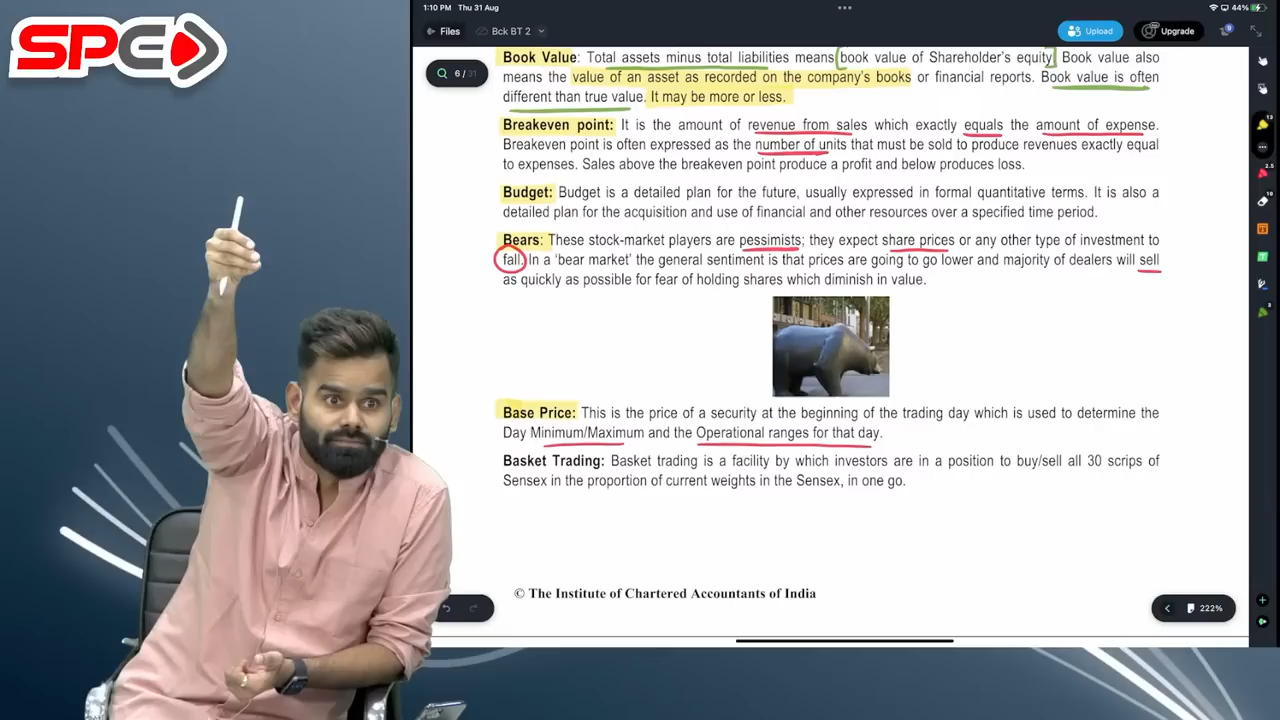 SPC
1:10 PM Thu 31 Aug
44%
Files
Bck BT 2
Upload
Upgrade
6 / 31
Book Value: Total assets minus total liabilities means book value of Shareholder's equity. Book value also
means the value of an asset as recorded on the company's books or financial reports. Book value is often
different than true value. It may be more or less.
Breakeven point: It is the amount of revenue from sales which exactly equals the amount of expense.
Breakeven point is often expressed as the number of units that must be sold to produce revenues exactly equal
to expenses. Sales above the breakeven point produce a profit and below produces loss.
Budget: Budget is a detailed plan for the future, usually expressed in formal quantitative terms. It is also a
detailed plan for the acquisition and use of financial and other resources over a specified time period.
Bears: These stock-market players are pessimists; they expect share prices or any other type of investment to
fall. In a 'bear market' the general sentiment is that prices are going to go lower and majority of dealers will sell
as quickly as possible for fear of holding shares which diminish in value.
Base Price: This is the price of a security at the beginning of the trading day which is used to determine the
Day Minimum/Maximum and the Operational ranges for that day.
Basket Trading: Basket trading is a facility by which investors are in a position to buy/sell all 30 scrips of
Sensex in the proportion of current weights in the Sensex, in one go.
© The Institute of Chartered Accountants of India
222%